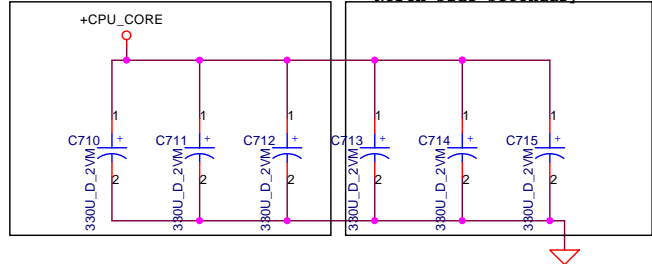 +CPU_CORE
1 1 1 1 1 1
C710 + C711 + C712 + C713 + C714 + C715 +
2 2 2 2 2 2
330U_D_2VM 330U_D_2VM 330U_D_2VM 330U_D_2VM 330U_D_2VM 330U_D_2VM